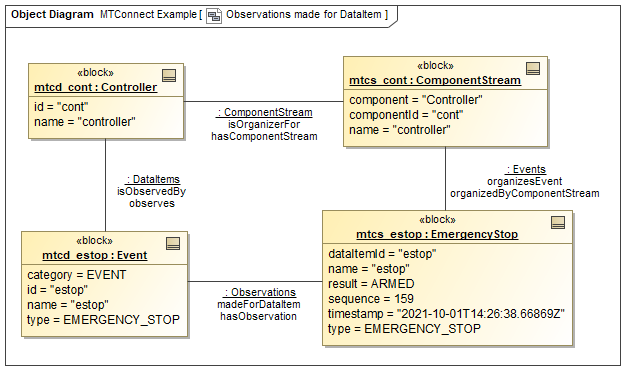 Object Diagram MTConnect Example [ Observations made for DataItem ]
«block»
mtcd_cont : Controller
id = "cont"
name = "controller"
«block»
mtcs_cont : ComponentStream
component = "Controller"
componentId = "cont"
name = "controller"
: ComponentStream
isOrganizerFor
hasComponentStream
: DataItems
isObservedBy
observes
: Events
organizesEvent
organizedByComponentStream
«block»
mtcd_estop : Event
category = EVENT
id = "estop"
name = "estop"
type = EMERGENCY_STOP
: Observations
madeForDataItem
hasObservation
«block»
mtcs_estop : EmergencyStop
dataItemId = "estop"
name = "estop"
result = ARMED
sequence = 159
timestamp = "2021-10-01T14:26:38.66869Z"
type = EMERGENCY_STOP